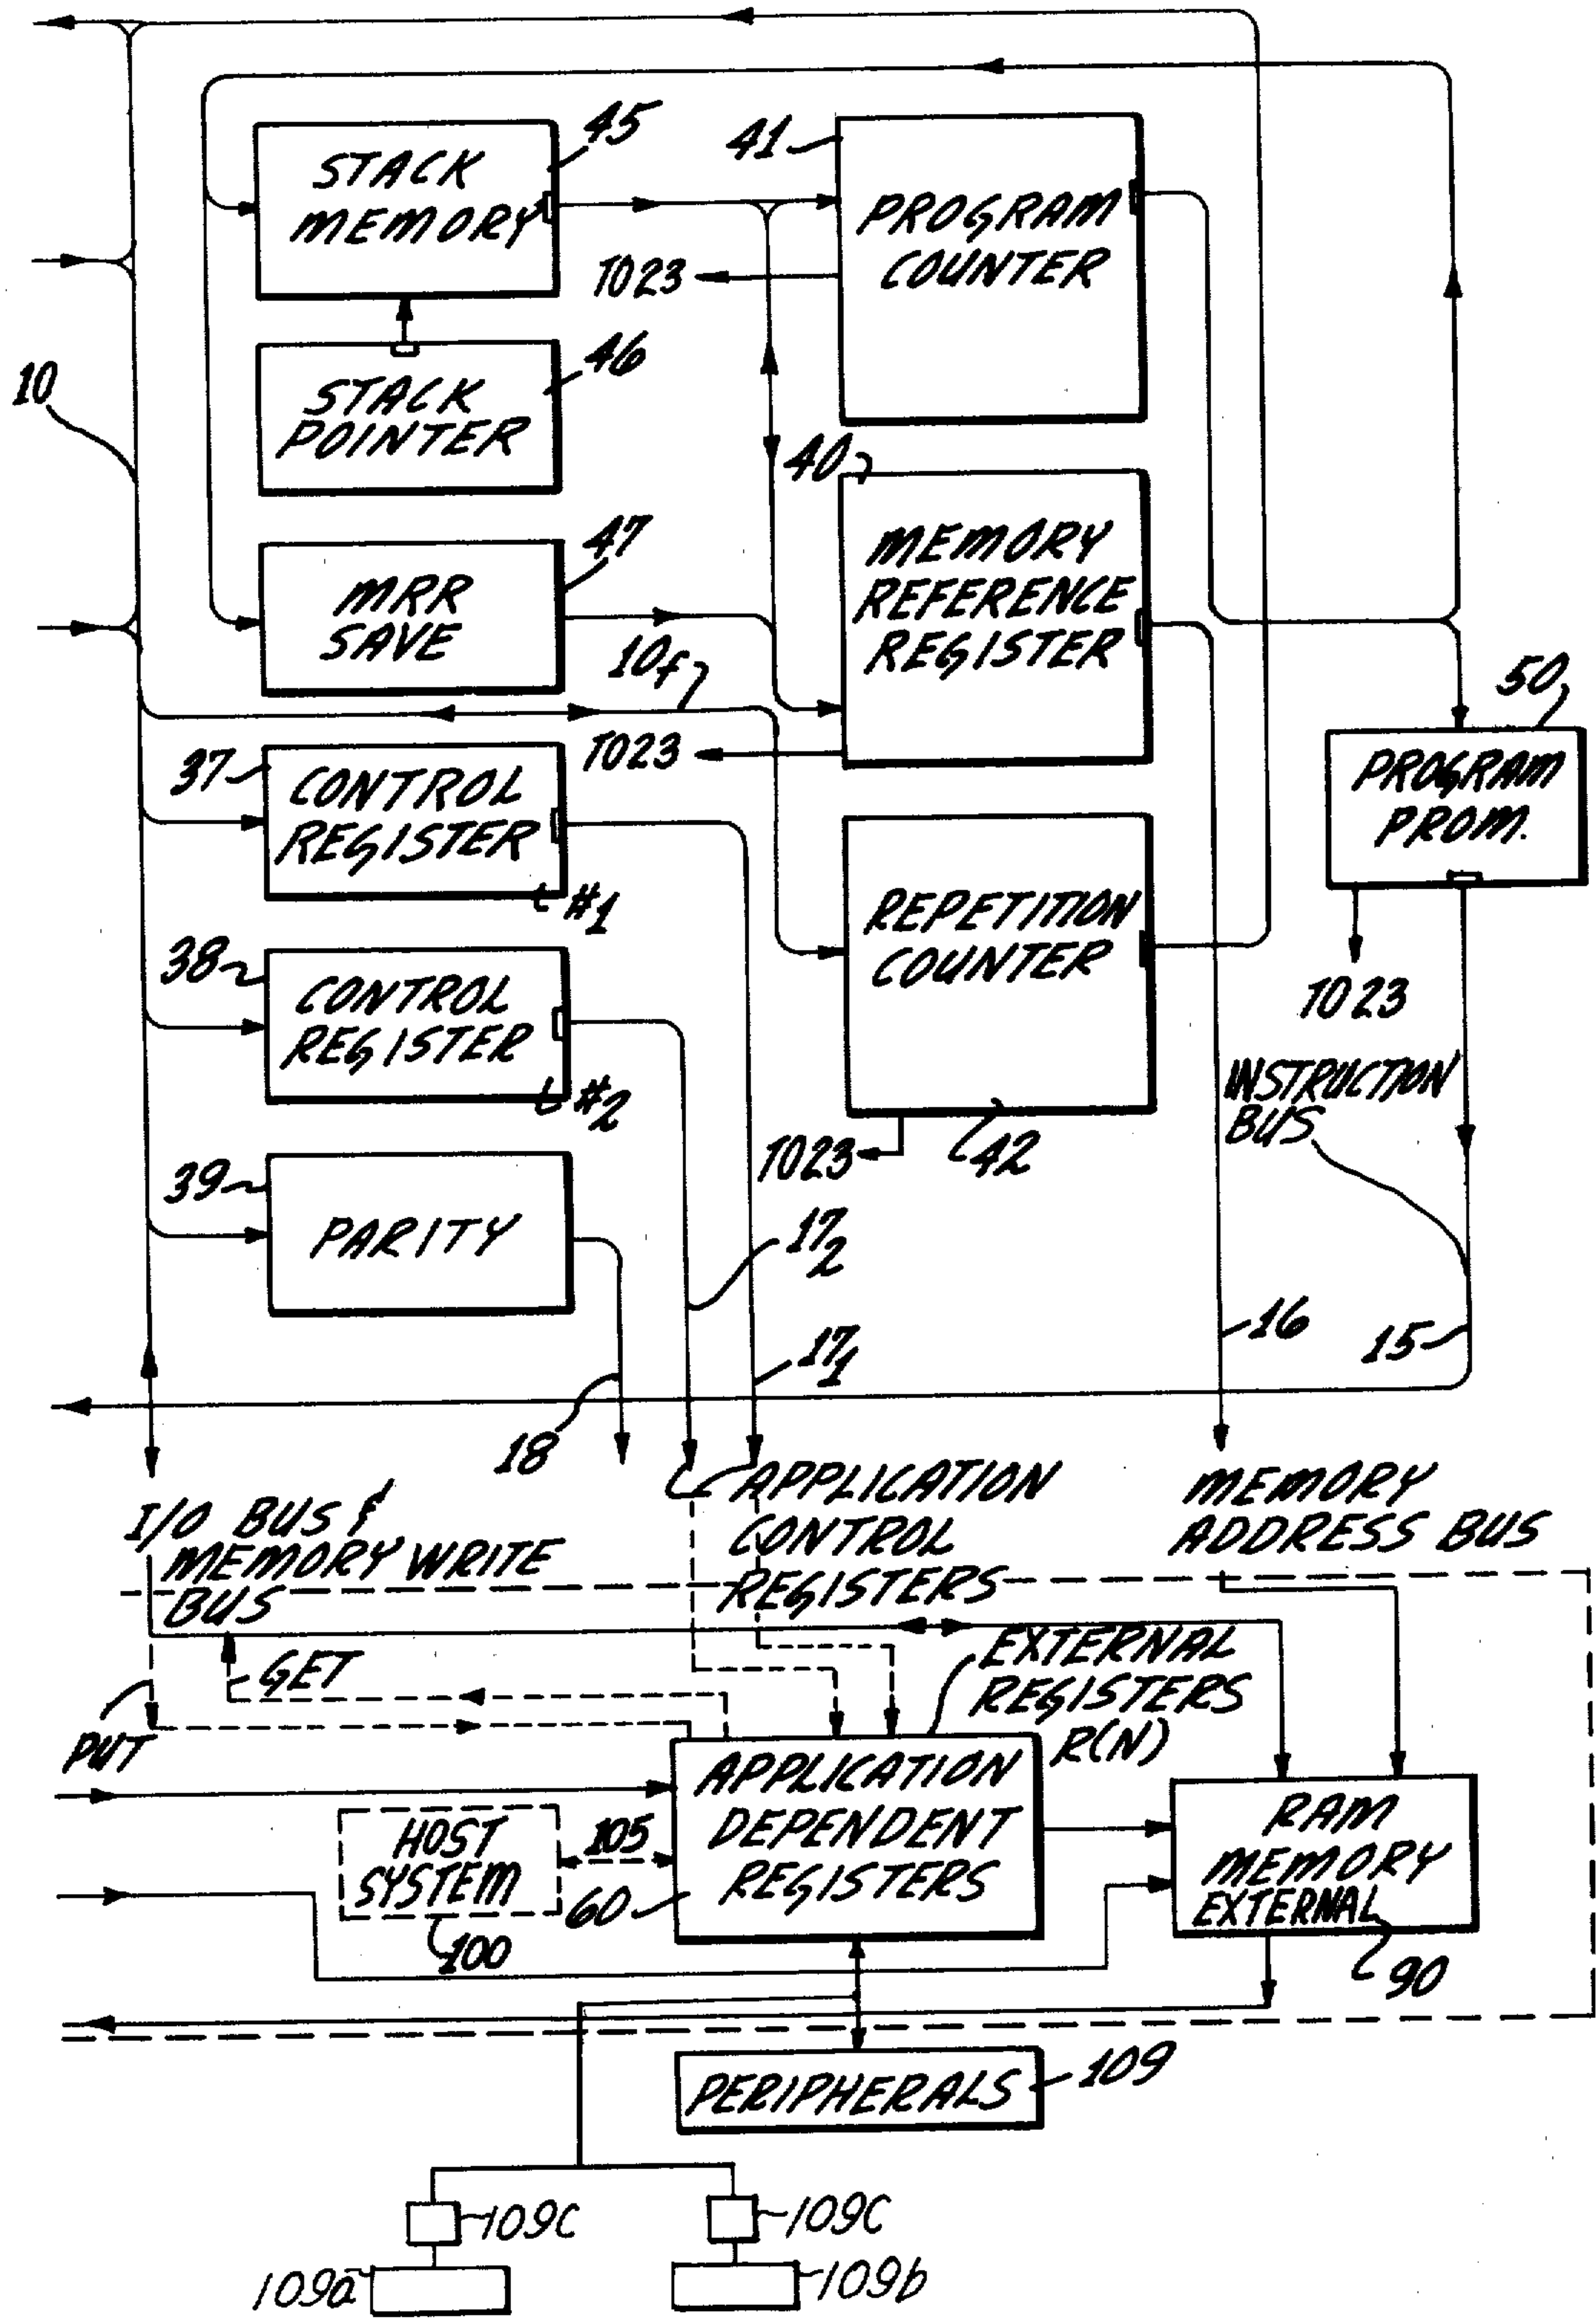 45
STACK
MEMORY
41
PROGRAM
COUNTER
TO 23
10
46
STACK
POINTER
40
MEMORY
REFERENCE
REGISTER
47
MRR
SAVE
10f
TO 23
50
PROGRAM
PROM.
TO 23
37
CONTROL
REGISTER
#1
REPETITION
COUNTER
42
TO 23
38
CONTROL
REGISTER
#2
INSTRUCTION
BUS
39
PARITY
17 2
17 1
16
15
18
I/O BUS &
MEMORY WRITE
BUS
APPLICATION
CONTROL
REGISTERS
MEMORY
ADDRESS BUS
GET
PUT
EXTERNAL
REGISTERS
R(N)
APPLICATION
DEPENDENT
REGISTERS
60
HOST
SYSTEM
100
105
RAM
MEMORY
EXTERNAL
90
PERIPHERALS
109
109C
109C
109a
109b